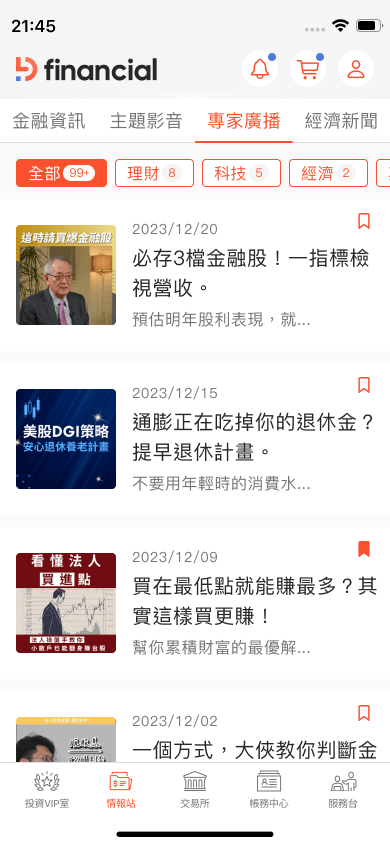 21:45
financial
金融資訊 主題影音 專家廣播 經濟新聞
全部 99+ 理財 8 科技 5 經濟 2
這時請買爆金融股
2023/12/20
必存3檔金融股！一指標檢
視營收。
預估明年股利表現，就...
美股DGI策略
安心退休養老計畫
2023/12/15
通膨正在吃掉你的退休金？
提早退休計畫。
不要用年輕時的消費水...
看懂法人
買進點
法人操盤手教你
小散戶也能翻身賺台股
2023/12/09
買在最低點就能賺最多？其
實這樣買更賺！
幫你累積財富的最優解...
2023/12/02
一個方式，大俠教你判斷金
投資VIP室 情報站 交易所 帳務中心 服務台